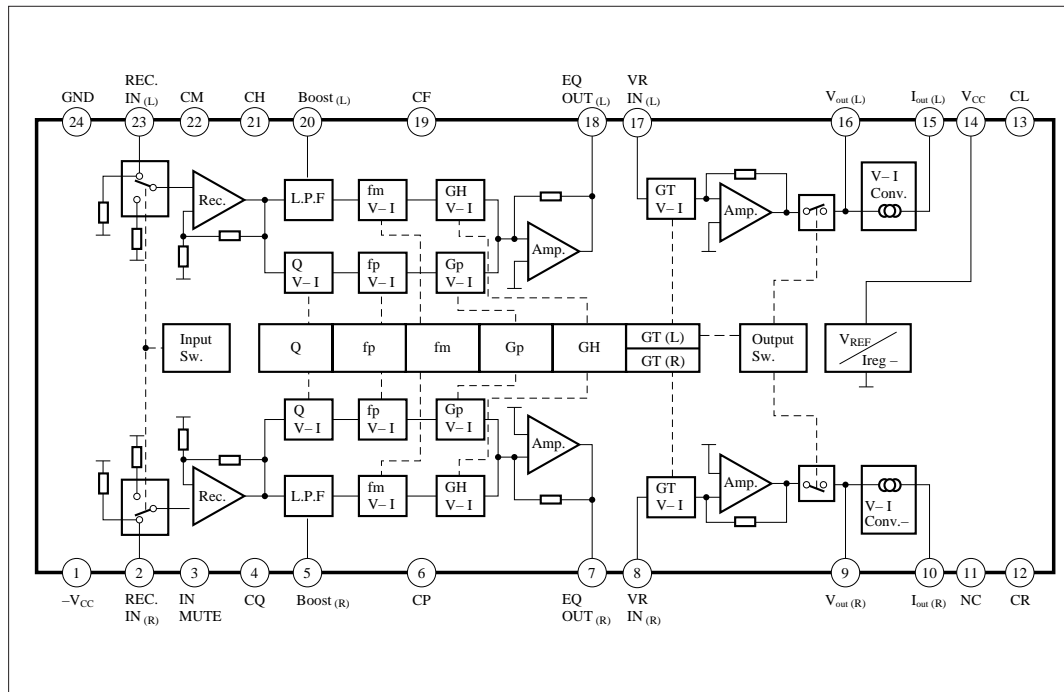 GND
REC.
IN (L)
CM
CH
Boost (L)
CF
EQ
OUT (L)
VR
IN (L)
Vout (L)
Iout (L)
VCC
CL
24
23
22
21
20
19
18
17
16
15
14
13
Rec.
L.P.F
fm
V– I
GH
V– I
Amp.
GT
V– I
Amp.
V– I
Conv.
Q
V– I
fp
V– I
Gp
V– I
Input
Sw.
Q
fp
fm
Gp
GH
GT (L)
GT (R)
Output
Sw.
VREF
Ireg –
Q
V– I
fp
V– I
Gp
V– I
Amp.
Rec.
L.P.F
fm
V– I
GH
V– I
GT
V– I
Amp.
V– I
Conv.–
1
2
3
4
5
6
7
8
9
10
11
12
–VCC
REC.
IN (R)
IN
MUTE
CQ
Boost (R)
CP
EQ
OUT (R)
VR
IN (R)
Vout (R)
Iout (R)
NC
CR